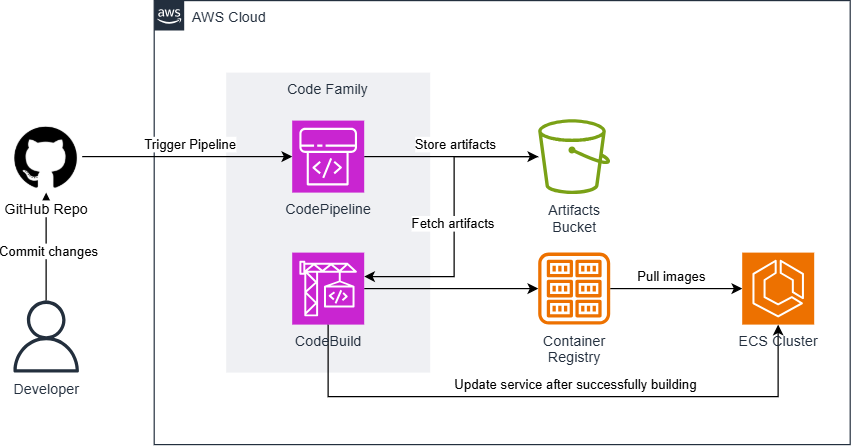 aws
AWS Cloud
Code Family
Trigger Pipeline
Store artifacts
GitHub Repo
CodePipeline
Artifacts
Bucket
Fetch artifacts
Commit changes
Pull images
CodeBuild
Container
Registry
ECS Cluster
Developer
Update service after successfully building